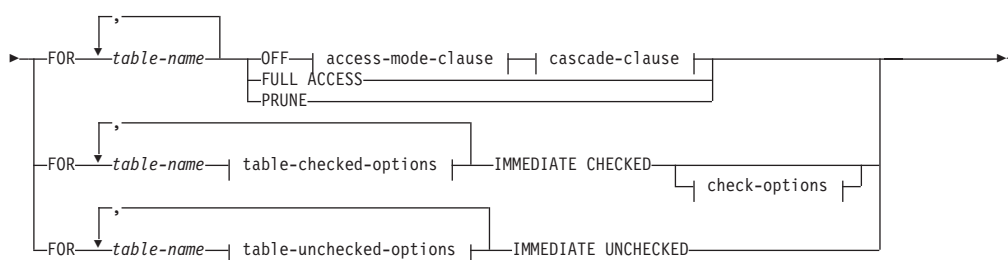 ,
FOR table-name OFF access-mode-clause cascade-clause
FULL ACCESS
PRUNE
,
FOR table-name table-checked-options IMMEDIATE CHECKED
check-options
,
FOR table-name table-unchecked-options IMMEDIATE UNCHECKED